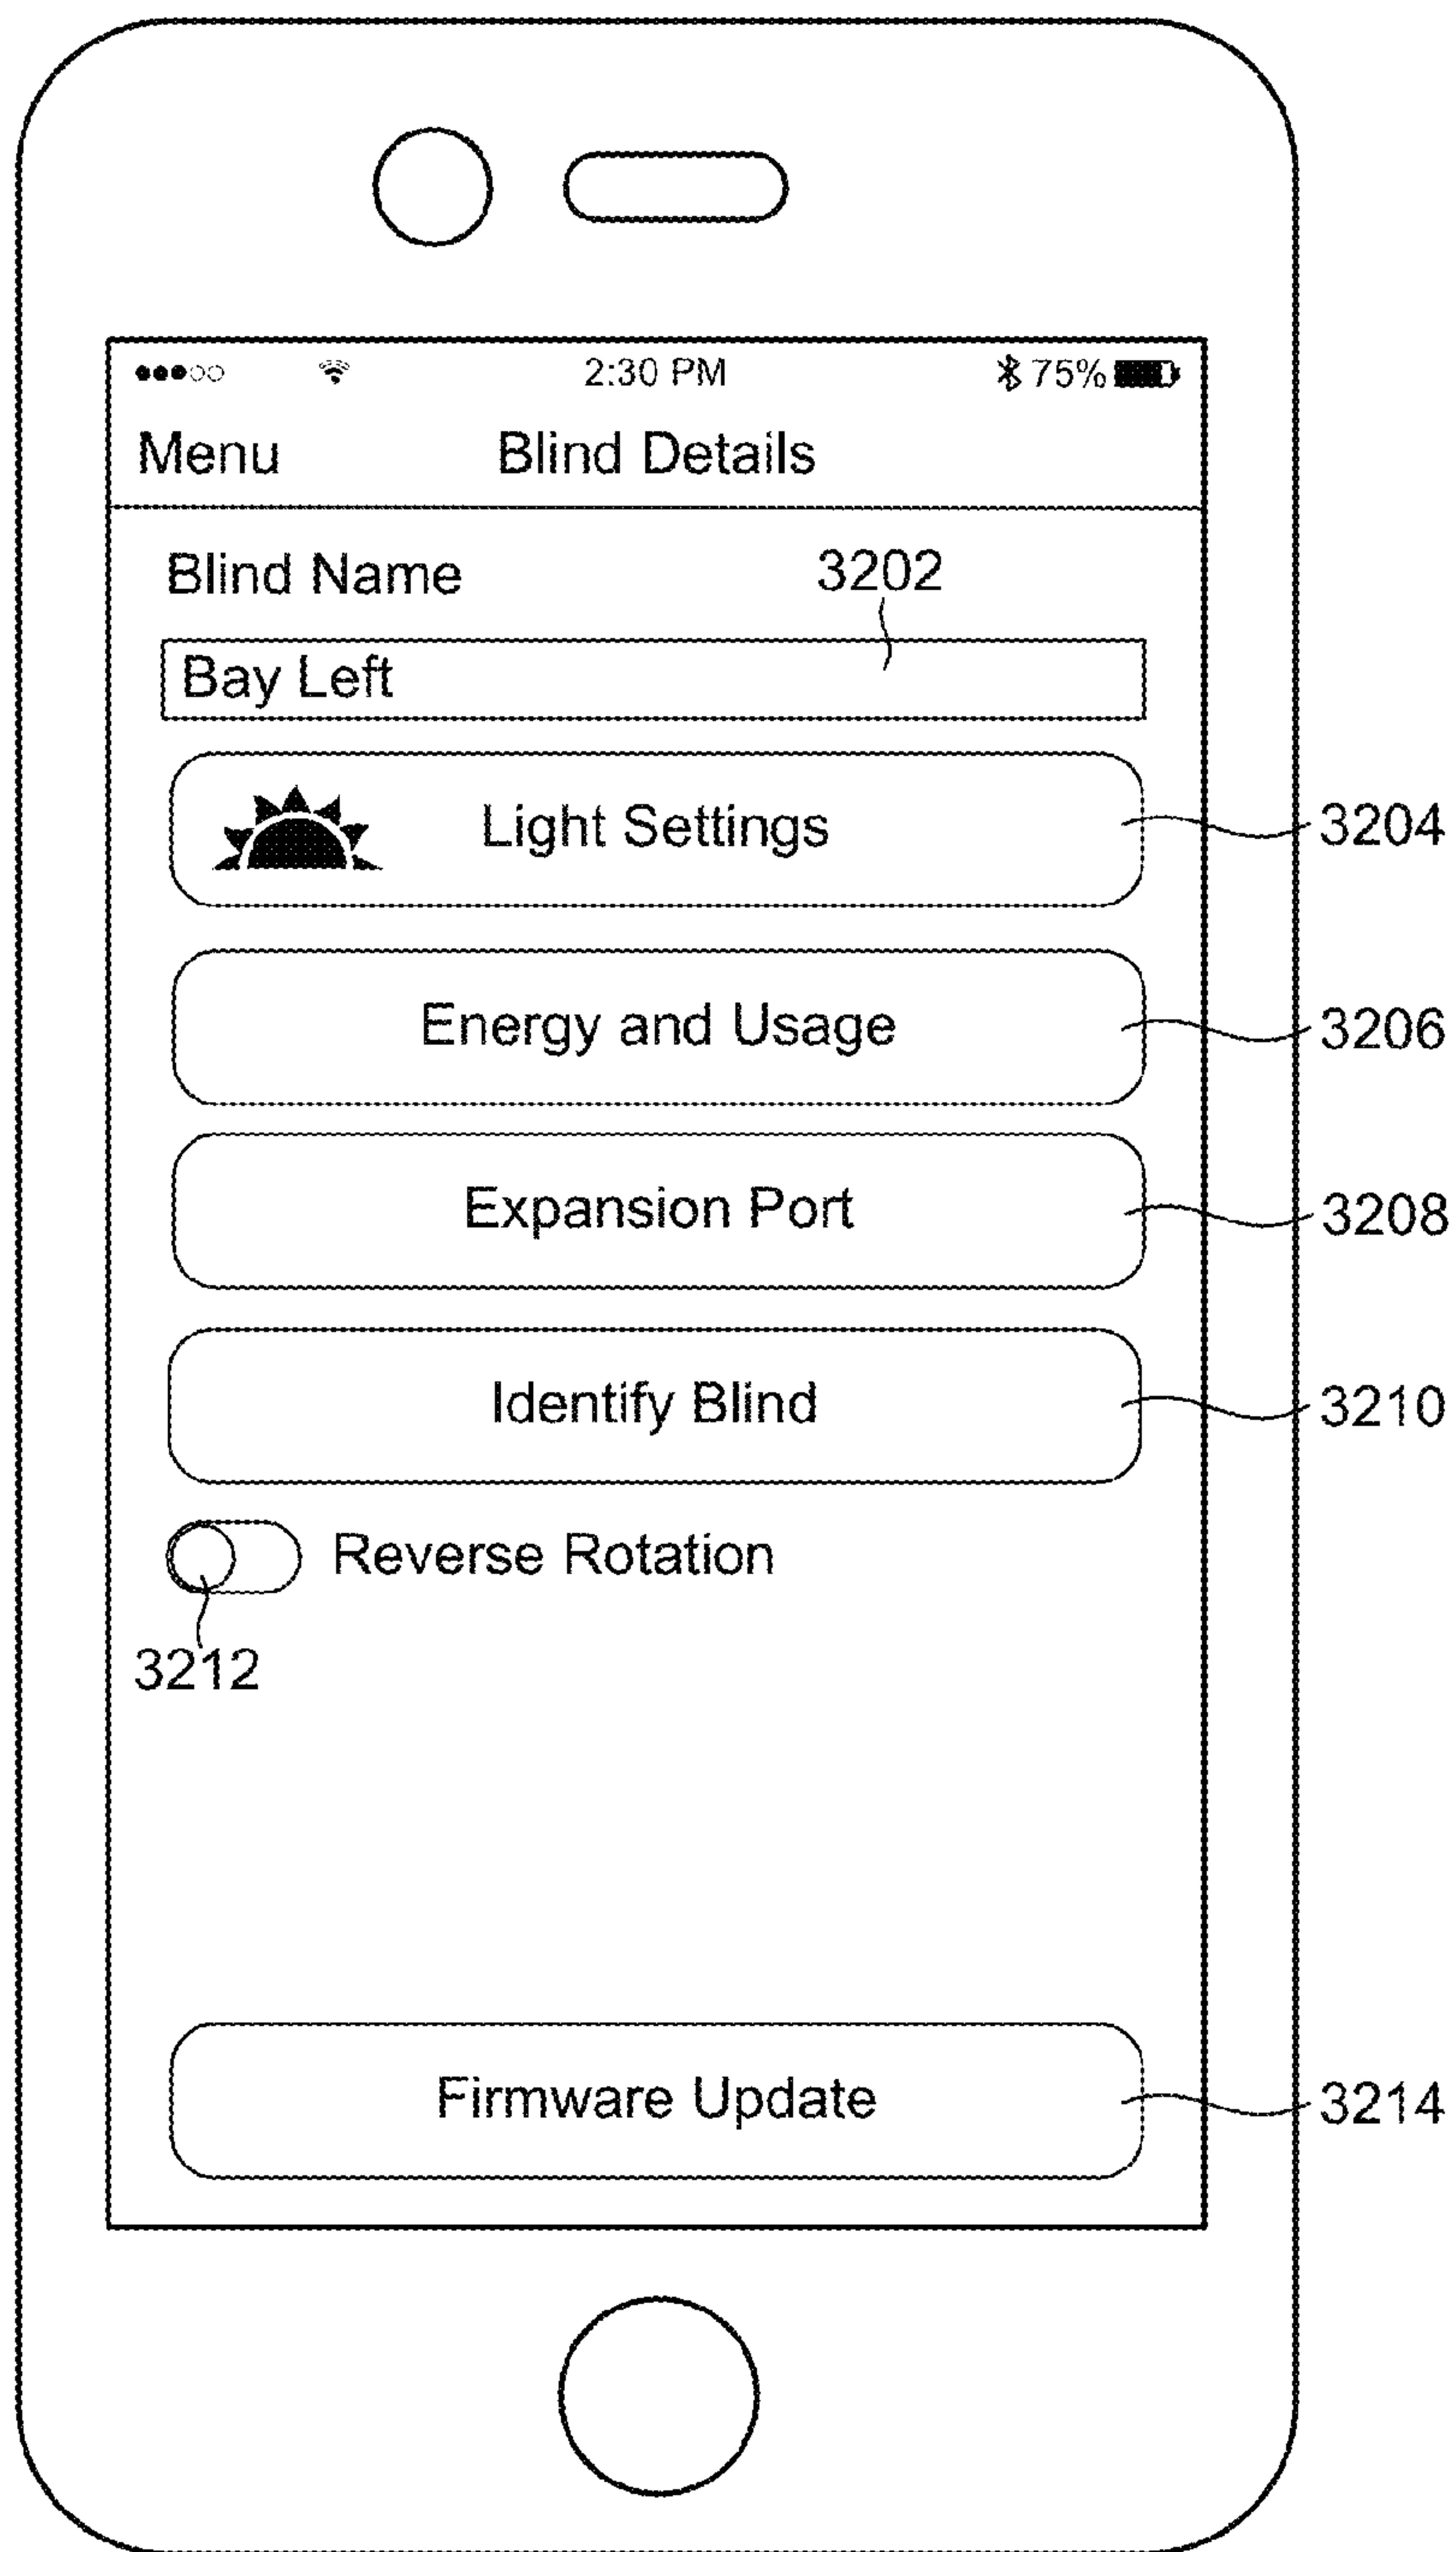 2:30 PM 75%
Menu Blind Details
Blind Name 3202
Bay Left
Light Settings 3204
Energy and Usage 3206
Expansion Port 3208
Identify Blind 3210
Reverse Rotation
3212
Firmware Update 3214